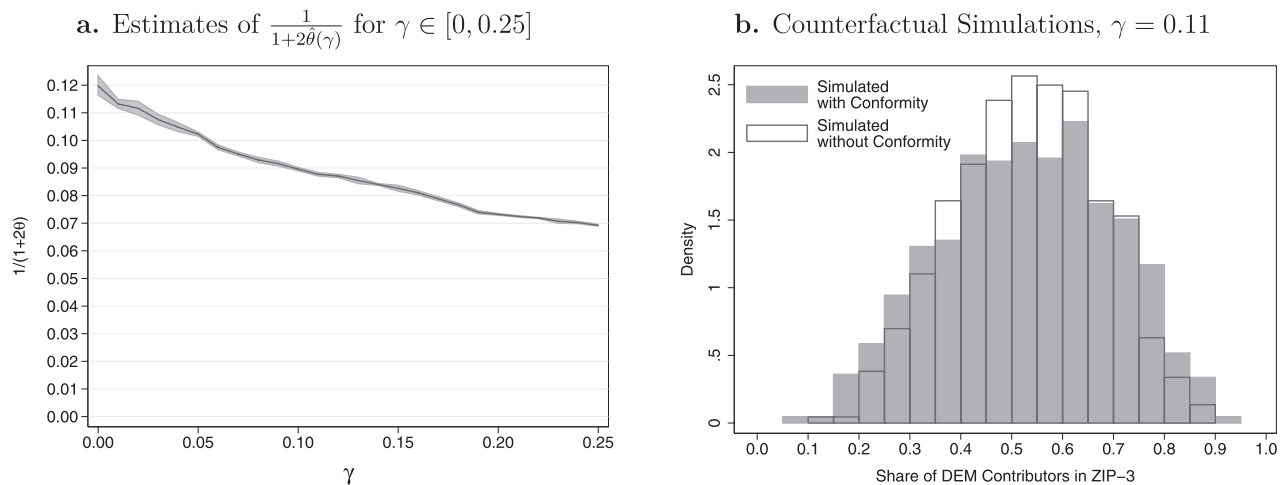 a. Estimates of 1/(1+2θ̂(γ)) for γ ∈ [0, 0.25]
0.12
0.11
0.10
0.09
0.08
0.07
0.06
0.05
0.04
0.03
0.02
0.01
0.00
1/(1+2θ)
0.00 0.05 0.10 0.15 0.20 0.25
γ
b. Counterfactual Simulations, γ = 0.11
Simulated
with Conformity
Simulated
without Conformity
2.5
2
1.5
1
.5
0
Density
0.0 0.1 0.2 0.3 0.4 0.5 0.6 0.7 0.8 0.9 1.0
Share of DEM Contributors in ZIP−3